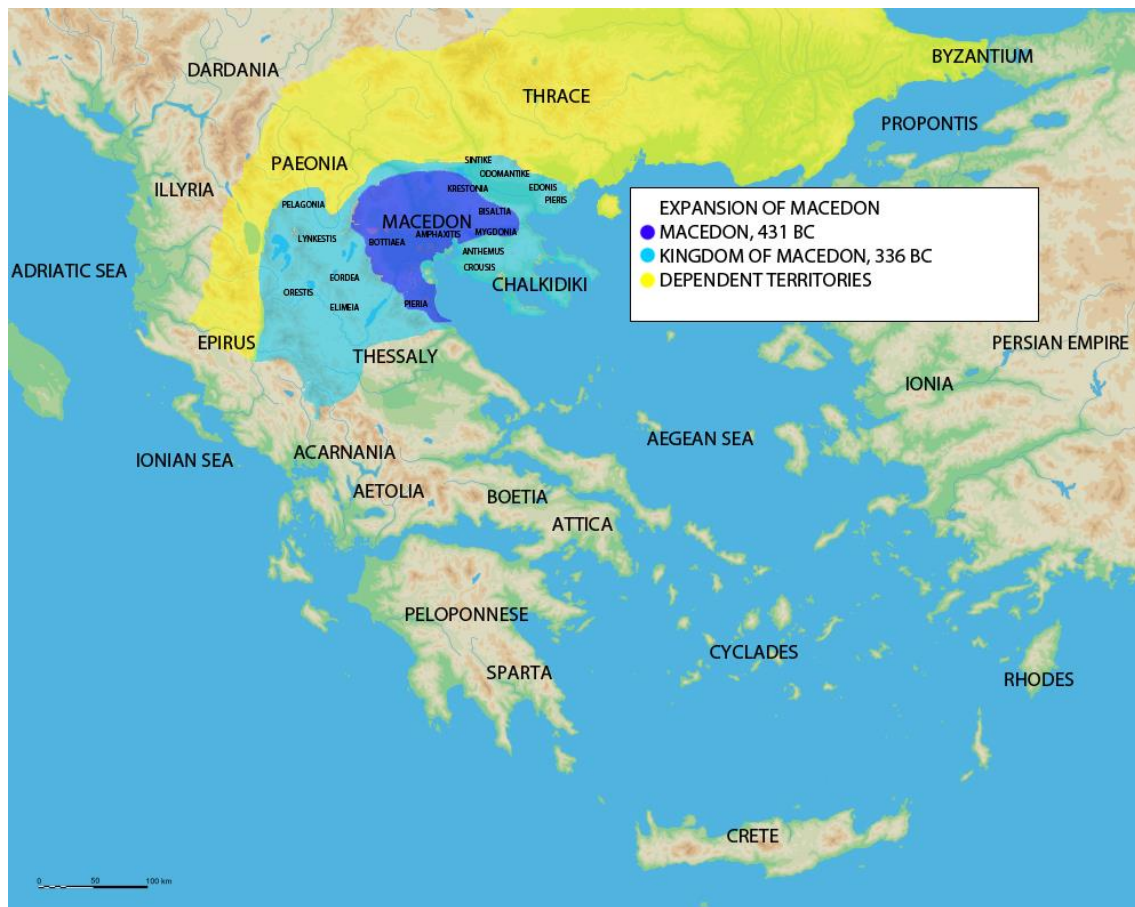 DARDANIA
BYZANTIUM
THRACE
PROPONTIS
PAEONIA
SINTIKE
ODOMANTIKE
ILLYRIA
KRESTONIA
EDONIS
PIERIS
PELAGONIA
EXPANSION OF MACEDON
MACEDON
BISALTIA
MACEDON, 431 BC
LYNKESTIS
BOTTIAEA
AMPHAXITIS
MYGDONIA
KINGDOM OF MACEDON, 336 BC
ANTHEMUS
ADRIATIC SEA
CROUSIS
EORDEA
CHALKIDIKI
DEPENDENT TERRITORIES
ORESTIS
ELIMEIA
PIERIA
EPIRUS
THESSALY
PERSIAN EMPIRE
IONIA
AEGEAN SEA
ACARNANIA
IONIAN SEA
AETOLIA
BOETIA
ATTICA
PELOPONNESE
CYCLADES
SPARTA
RHODES
CRETE
0 50 100 km